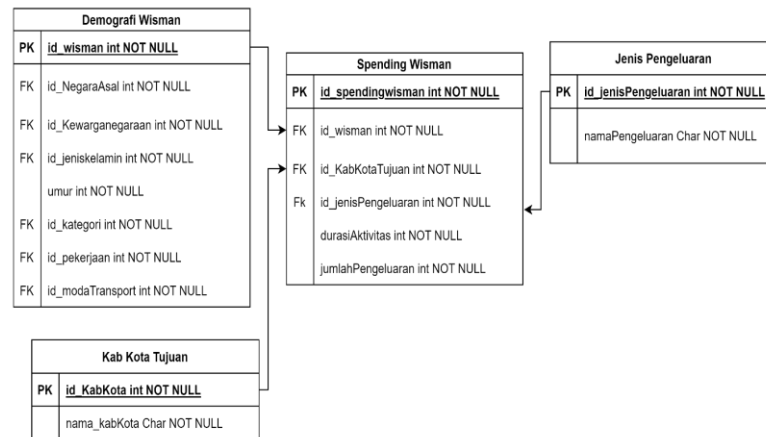 Demografi Wisman
PK id_wisman int NOT NULL
FK id_NegaraAsal int NOT NULL
FK id_Kewarganegaraan int NOT NULL
FK id_jeniskelamin int NOT NULL
umur int NOT NULL
FK id_kategori int NOT NULL
FK id_pekerjaan int NOT NULL
FK id_modaTransport int NOT NULL
Spending Wisman
PK id_spendingwisman int NOT NULL
FK id_wisman int NOT NULL
FK id_KabKotaTujuan int NOT NULL
Fk id_jenisPengeluaran int NOT NULL
durasiAktivitas int NOT NULL
jumlahPengeluaran int NOT NULL
Jenis Pengeluaran
PK id_jenisPengeluaran int NOT NULL
namaPengeluaran Char NOT NULL
Kab Kota Tujuan
PK id_KabKota int NOT NULL
nama_kabKota Char NOT NULL